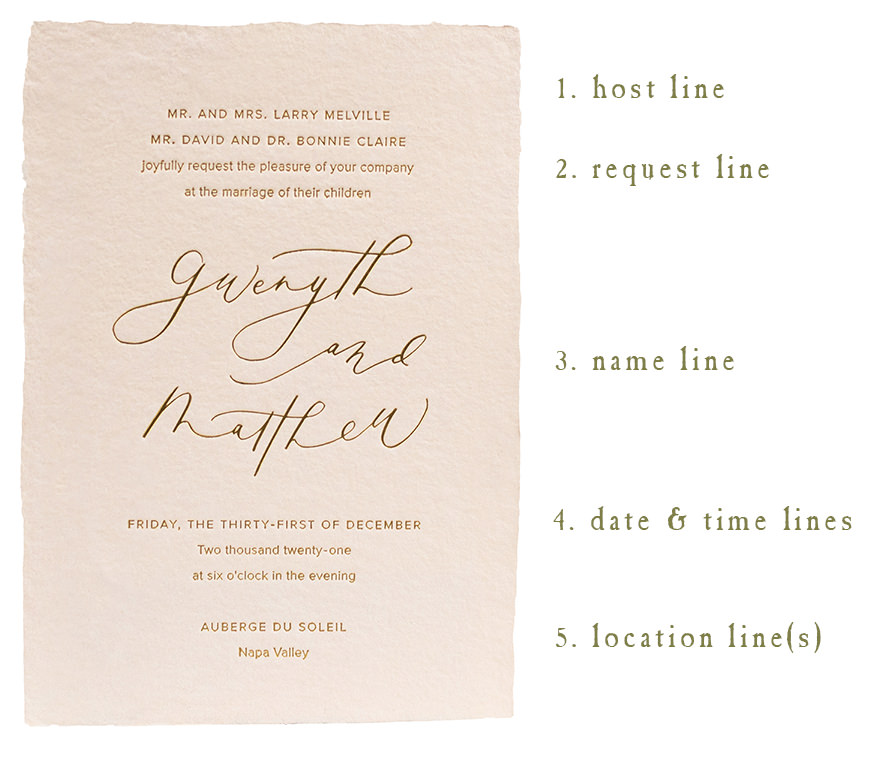 MR. AND MRS. LARRY MELVILLE
MR. DAVID AND DR. BONNIE CLAIRE
joyfully request the pleasure of your company
at the marriage of their children
Gwenyth
and
Matthew
FRIDAY, THE THIRTY-FIRST OF DECEMBER
Two thousand twenty-one
at six o'clock in the evening
AUBERGE DU SOLEIL
Napa Valley
1. host line
2. request line
3. name line
4. date & time lines
5. location line(s)